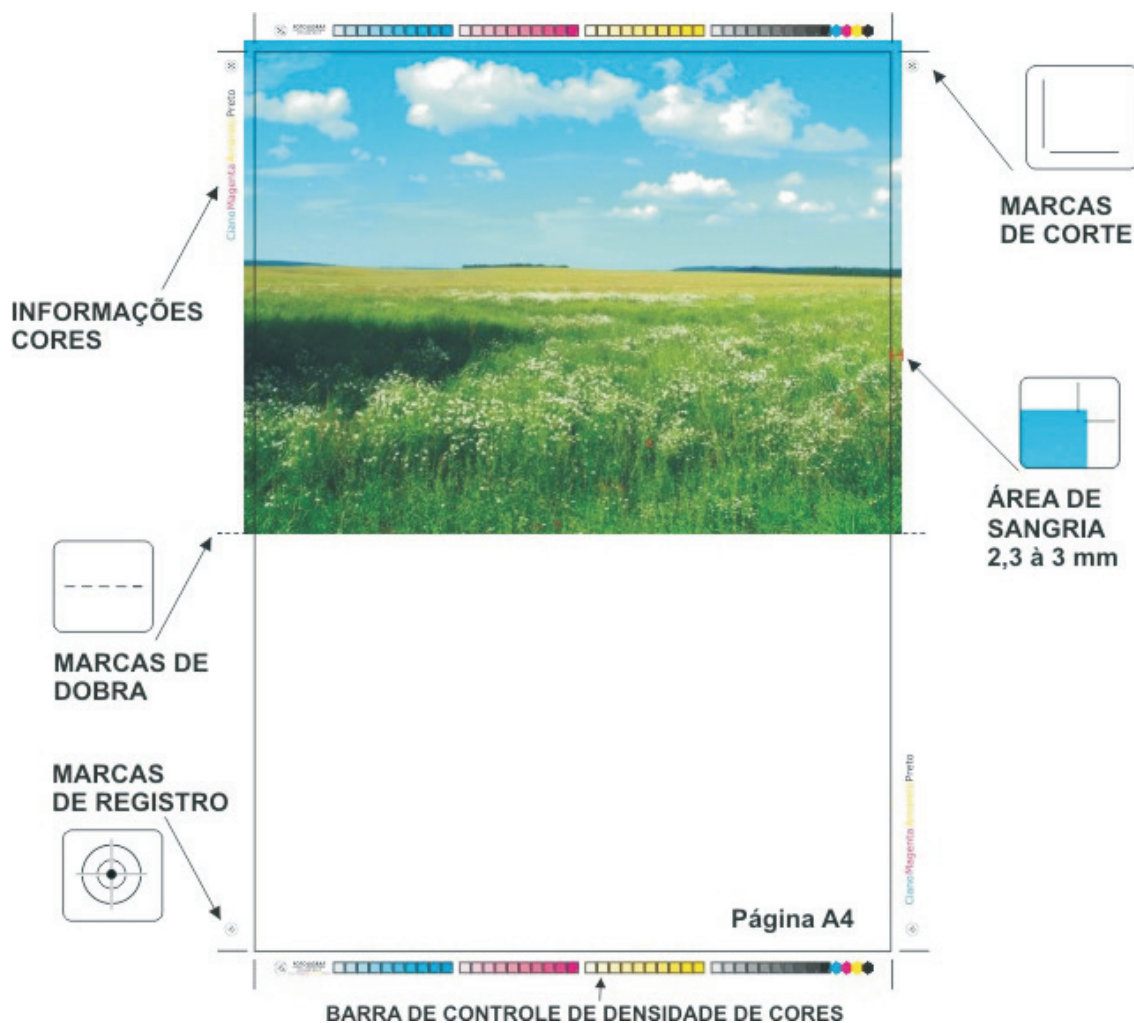 Ciano Magenta Amarelo Preto
MARCAS
DE CORTE
INFORMAÇÕES
CORES
ÁREA DE
SANGRIA
2,3 à 3 mm
MARCAS DE
DOBRA
MARCAS
DE REGISTRO
Ciano Magenta Amarelo Preto
Página A4
BARRA DE CONTROLE DE DENSIDADE DE CORES